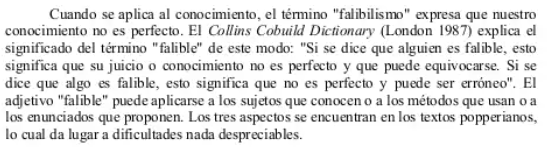 Cuando se aplica al conocimiento, el término "falibilismo" expresa que nuestro
conocimiento no es perfecto. El Collins Cobuild Dictionary (London 1987) explica el
significado del término "falible" de este modo: "Si se dice que alguien es falible, esto
significa que su juicio o conocimiento no es perfecto y que puede equivocarse. Si se
dice que algo es falible, esto significa que no es perfecto y puede ser erróneo". El
adjetivo "falible" puede aplicarse a los sujetos que conocen o a los métodos que usan o a
los enunciados que proponen. Los tres aspectos se encuentran en los textos popperianos,
lo cual da lugar a dificultades nada despreciables.